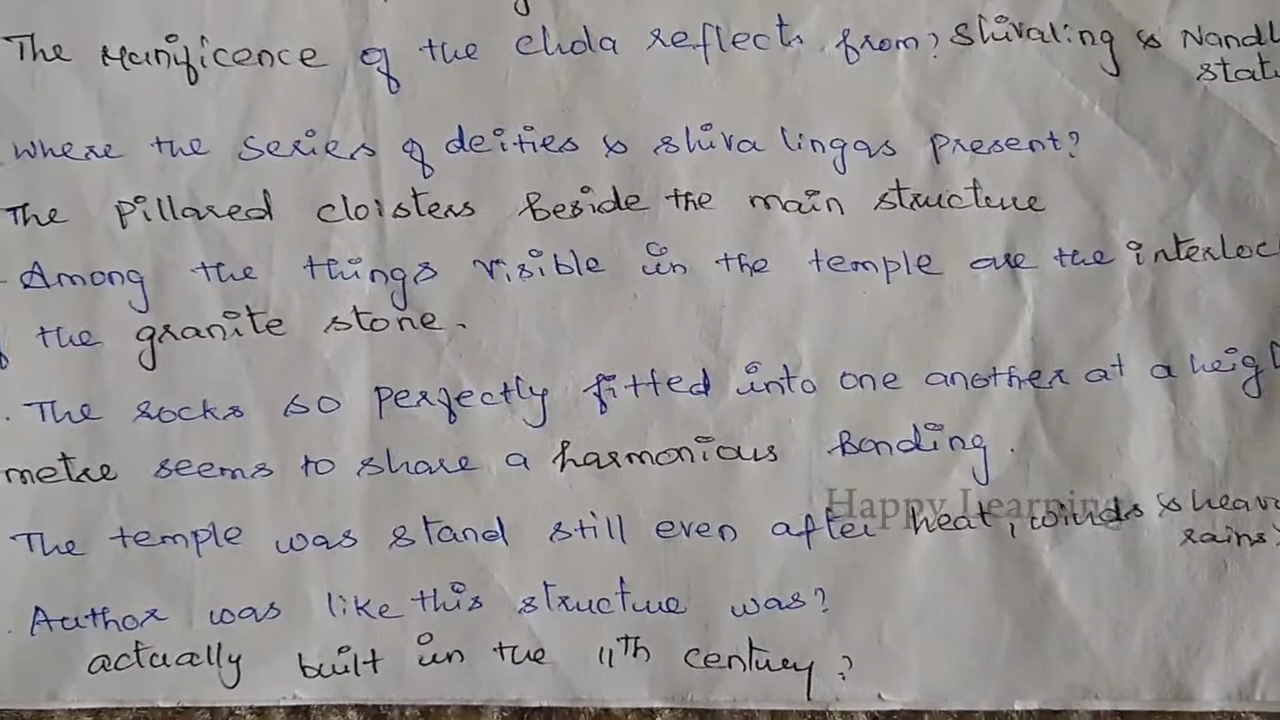 The Manificence of the chola reflects from? Shivaling & Nandi
stat
where the series of deities & shiva lingas present?
The pillared cloisters Beside the main structure
Among the things visible in the temple are the interloc
the granite stone.
The rocks so perfectly fitted into one another at a heig
metre seems to share a harmonious Bonding.
Happy Learning
The temple was stand still even after heat, winds & heav
rains?
Author was like this structure was?
actually built in the 11th century?